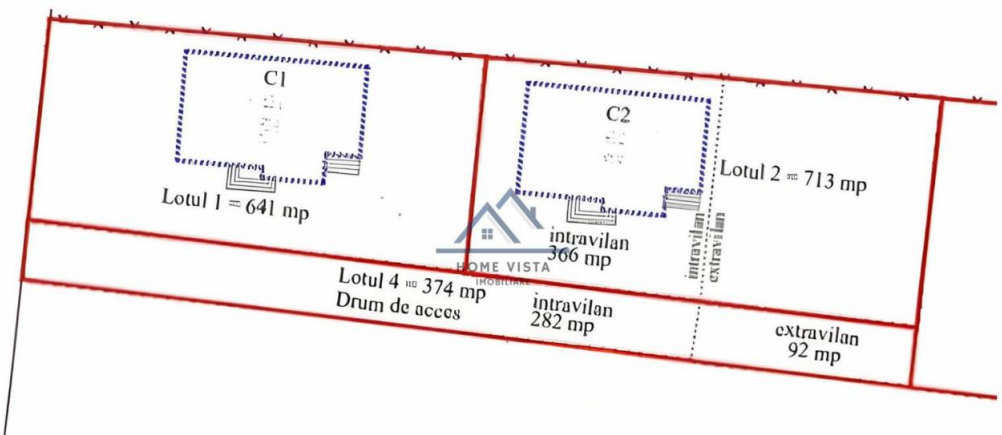 C1
C2
Lotul 2 = 713 mp
Lotul 1 = 641 mp
intravilan
366 mp
intravilan
extravilan
HOME VISTA
IMOBILIARE
Lotul 4 = 374 mp
Drum de acces
intravilan
282 mp
extravilan
92 mp